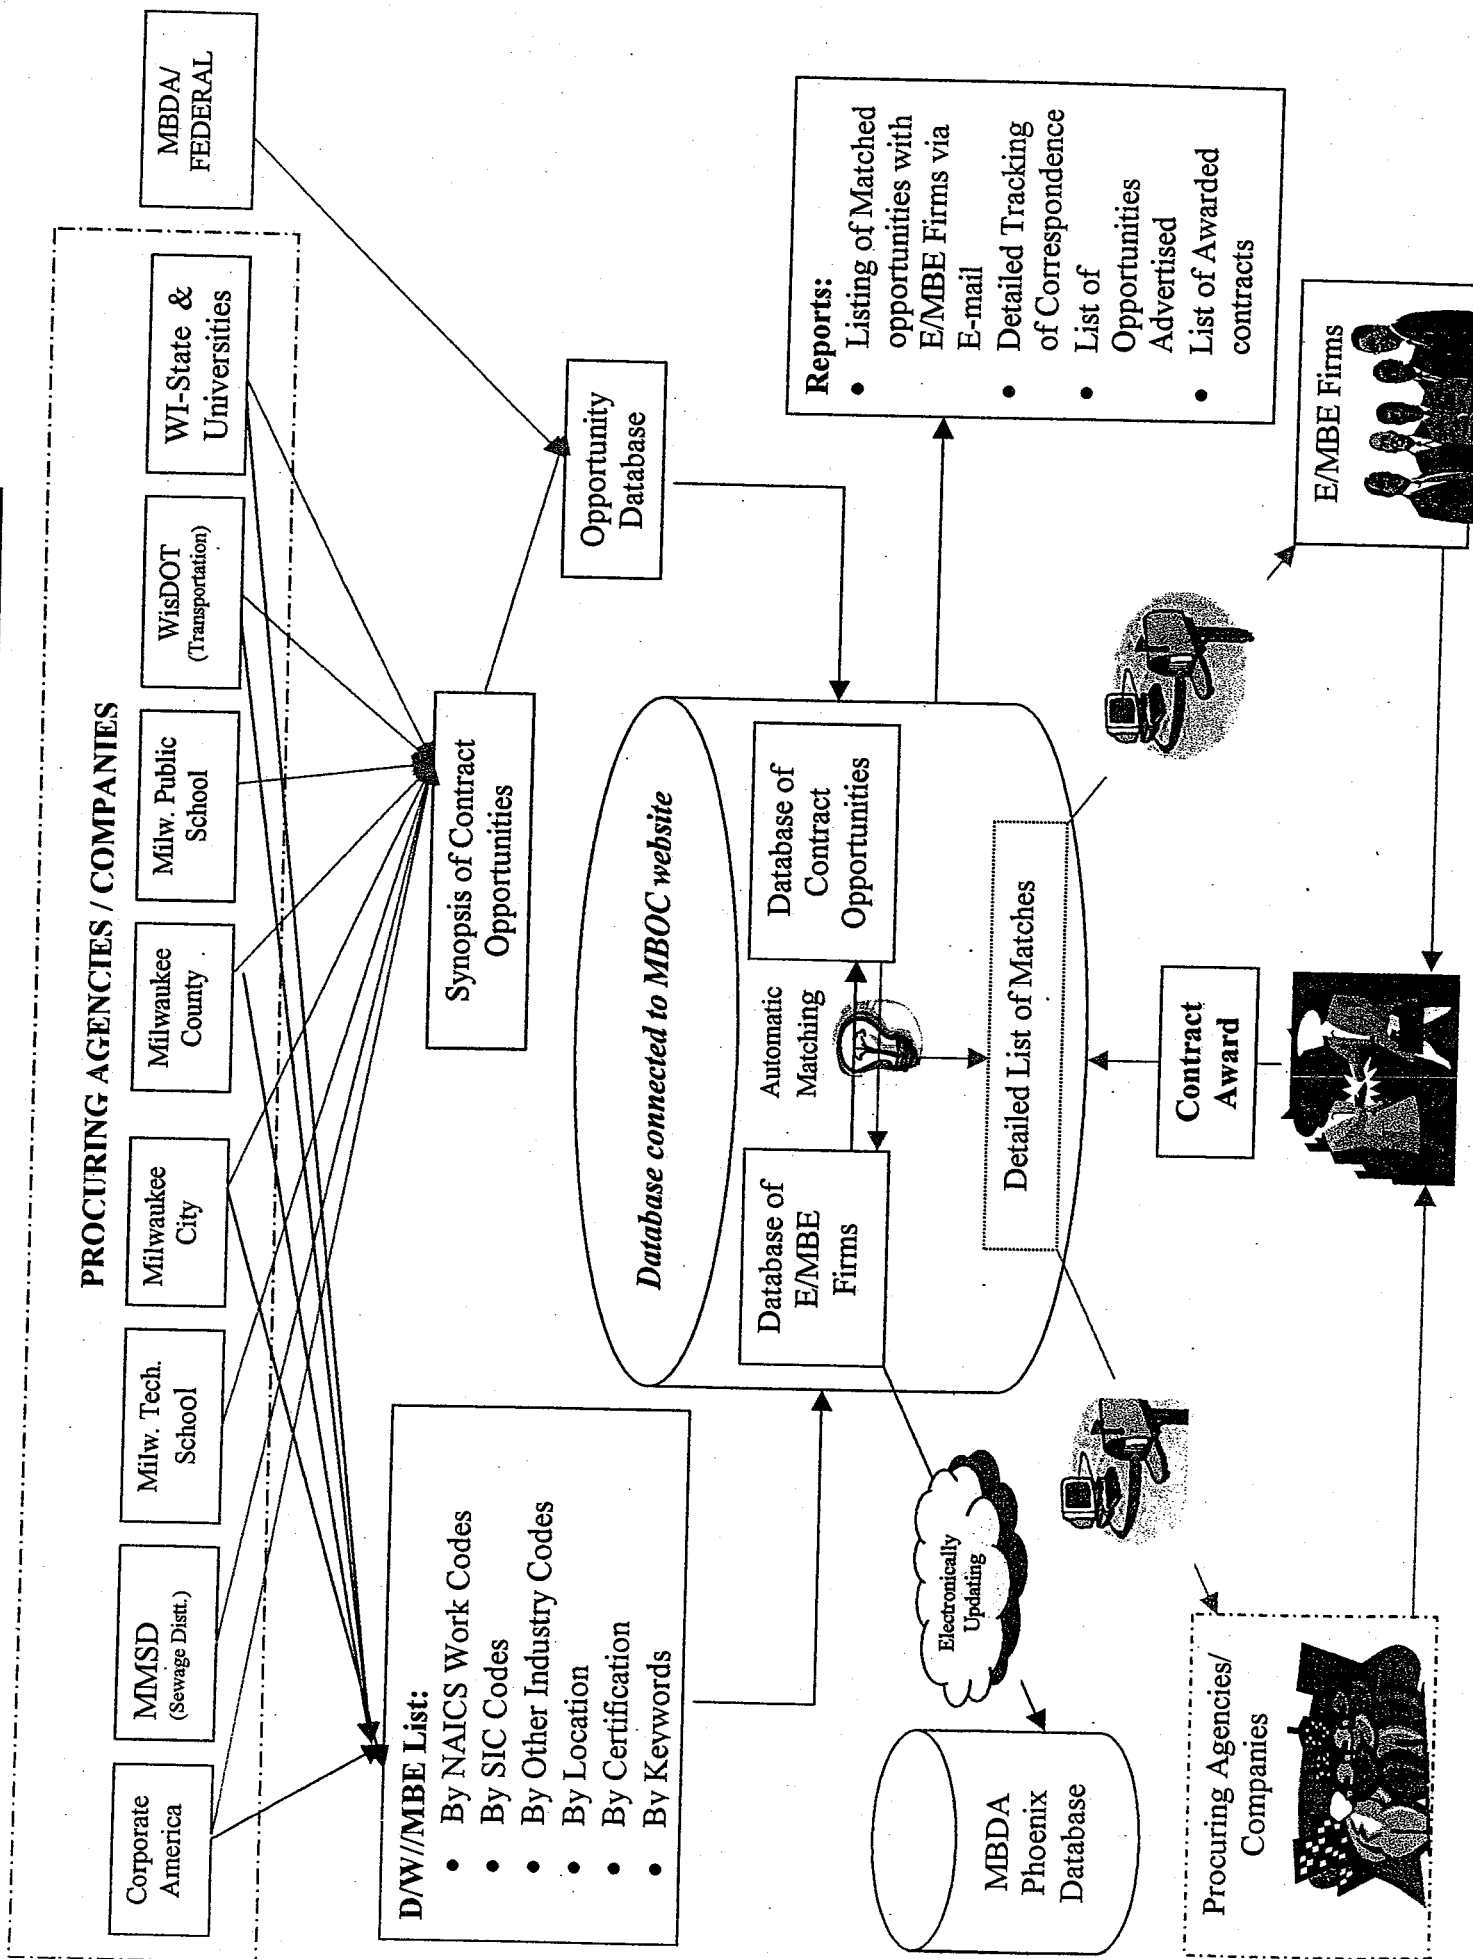 PROCURING AGENCIES / COMPANIES
Corporate
America
MMSD
(Sewage Distt.)
Milw. Tech.
School
Milwaukee
City
Milwaukee
County
Milw. Public
School
WisDOT
(Transportation)
WI-State &
Universities
MBDA/
FEDERAL
D/W//MBE List:
• By NAICS Work Codes
• By SIC Codes
• By Other Industry Codes
• By Location
• By Certification
• By Keywords
Synopsis of Contract
Opportunities
Opportunity
Database
Database connected to MBOC website
Database of
E/MBE
Firms
Automatic
Matching
Database of
Contract
Opportunities
Detailed List of Matches
Reports:
• Listing of Matched
opportunities with
E/MBE Firms via
E-mail
• Detailed Tracking
of Correspondence
• List of
Opportunities
Advertised
• List of Awarded
contracts
Electronically
Updating
MBDA
Phoenix
Database
Contract
Award
Procuring Agencies/
Companies
E/MBE Firms